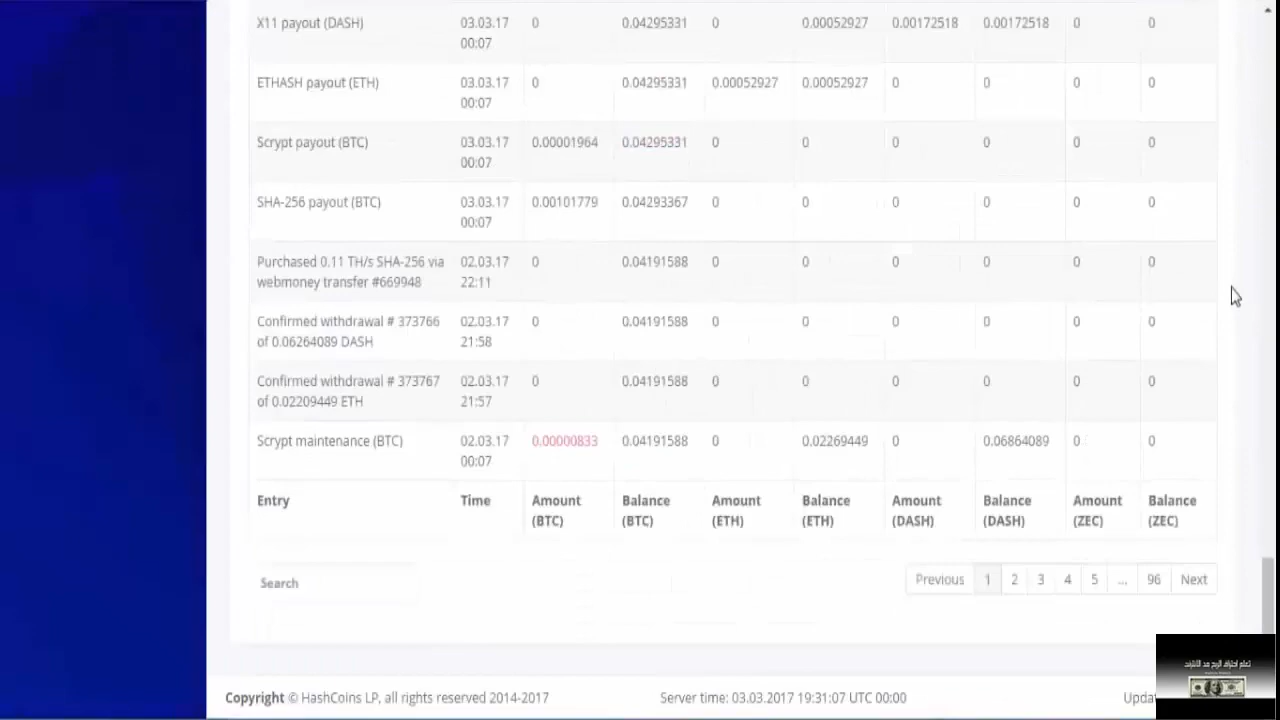 X11 payout (DASH) 03.03.17 0 0.04295331 0 0.00052927 0.00172518 0.00172518 0 0
00:07
ETHASH payout (ETH) 03.03.17 0 0.04295331 0.00052927 0.00052927 0 0 0 0
00:07
Scrypt payout (BTC) 03.03.17 0.00001964 0.04295331 0 0 0 0 0 0
00:07
SHA-256 payout (BTC) 03.03.17 0.00101779 0.04293367 0 0 0 0 0 0
00:07
Purchased 0.11 TH/s SHA-256 via 02.03.17 0 0.04191588 0 0 0 0 0 0
webmoney transfer #669948 22:11
Confirmed withdrawal # 373766 02.03.17 0 0.04191588 0 0 0 0 0 0
of 0.06264089 DASH 21:58
Confirmed withdrawal # 373767 02.03.17 0 0.04191588 0 0 0 0 0 0
of 0.02209449 ETH 21:57
Scrypt maintenance (BTC) 02.03.17 0.00000833 0.04191588 0 0.02269449 0 0.06864089 0 0
00:07
Entry Time Amount Balance Amount Balance Amount Balance Amount Balance
(BTC) (BTC) (ETH) (ETH) (DASH) (DASH) (ZEC) (ZEC)
Search Previous 1 2 3 4 5 ... 96 Next
تعلم احتراف الربح من الانترنت
Copyright © HashCoins LP, all rights reserved 2014-2017 Server time: 03.03.2017 19:31:07 UTC 00:00 Updat